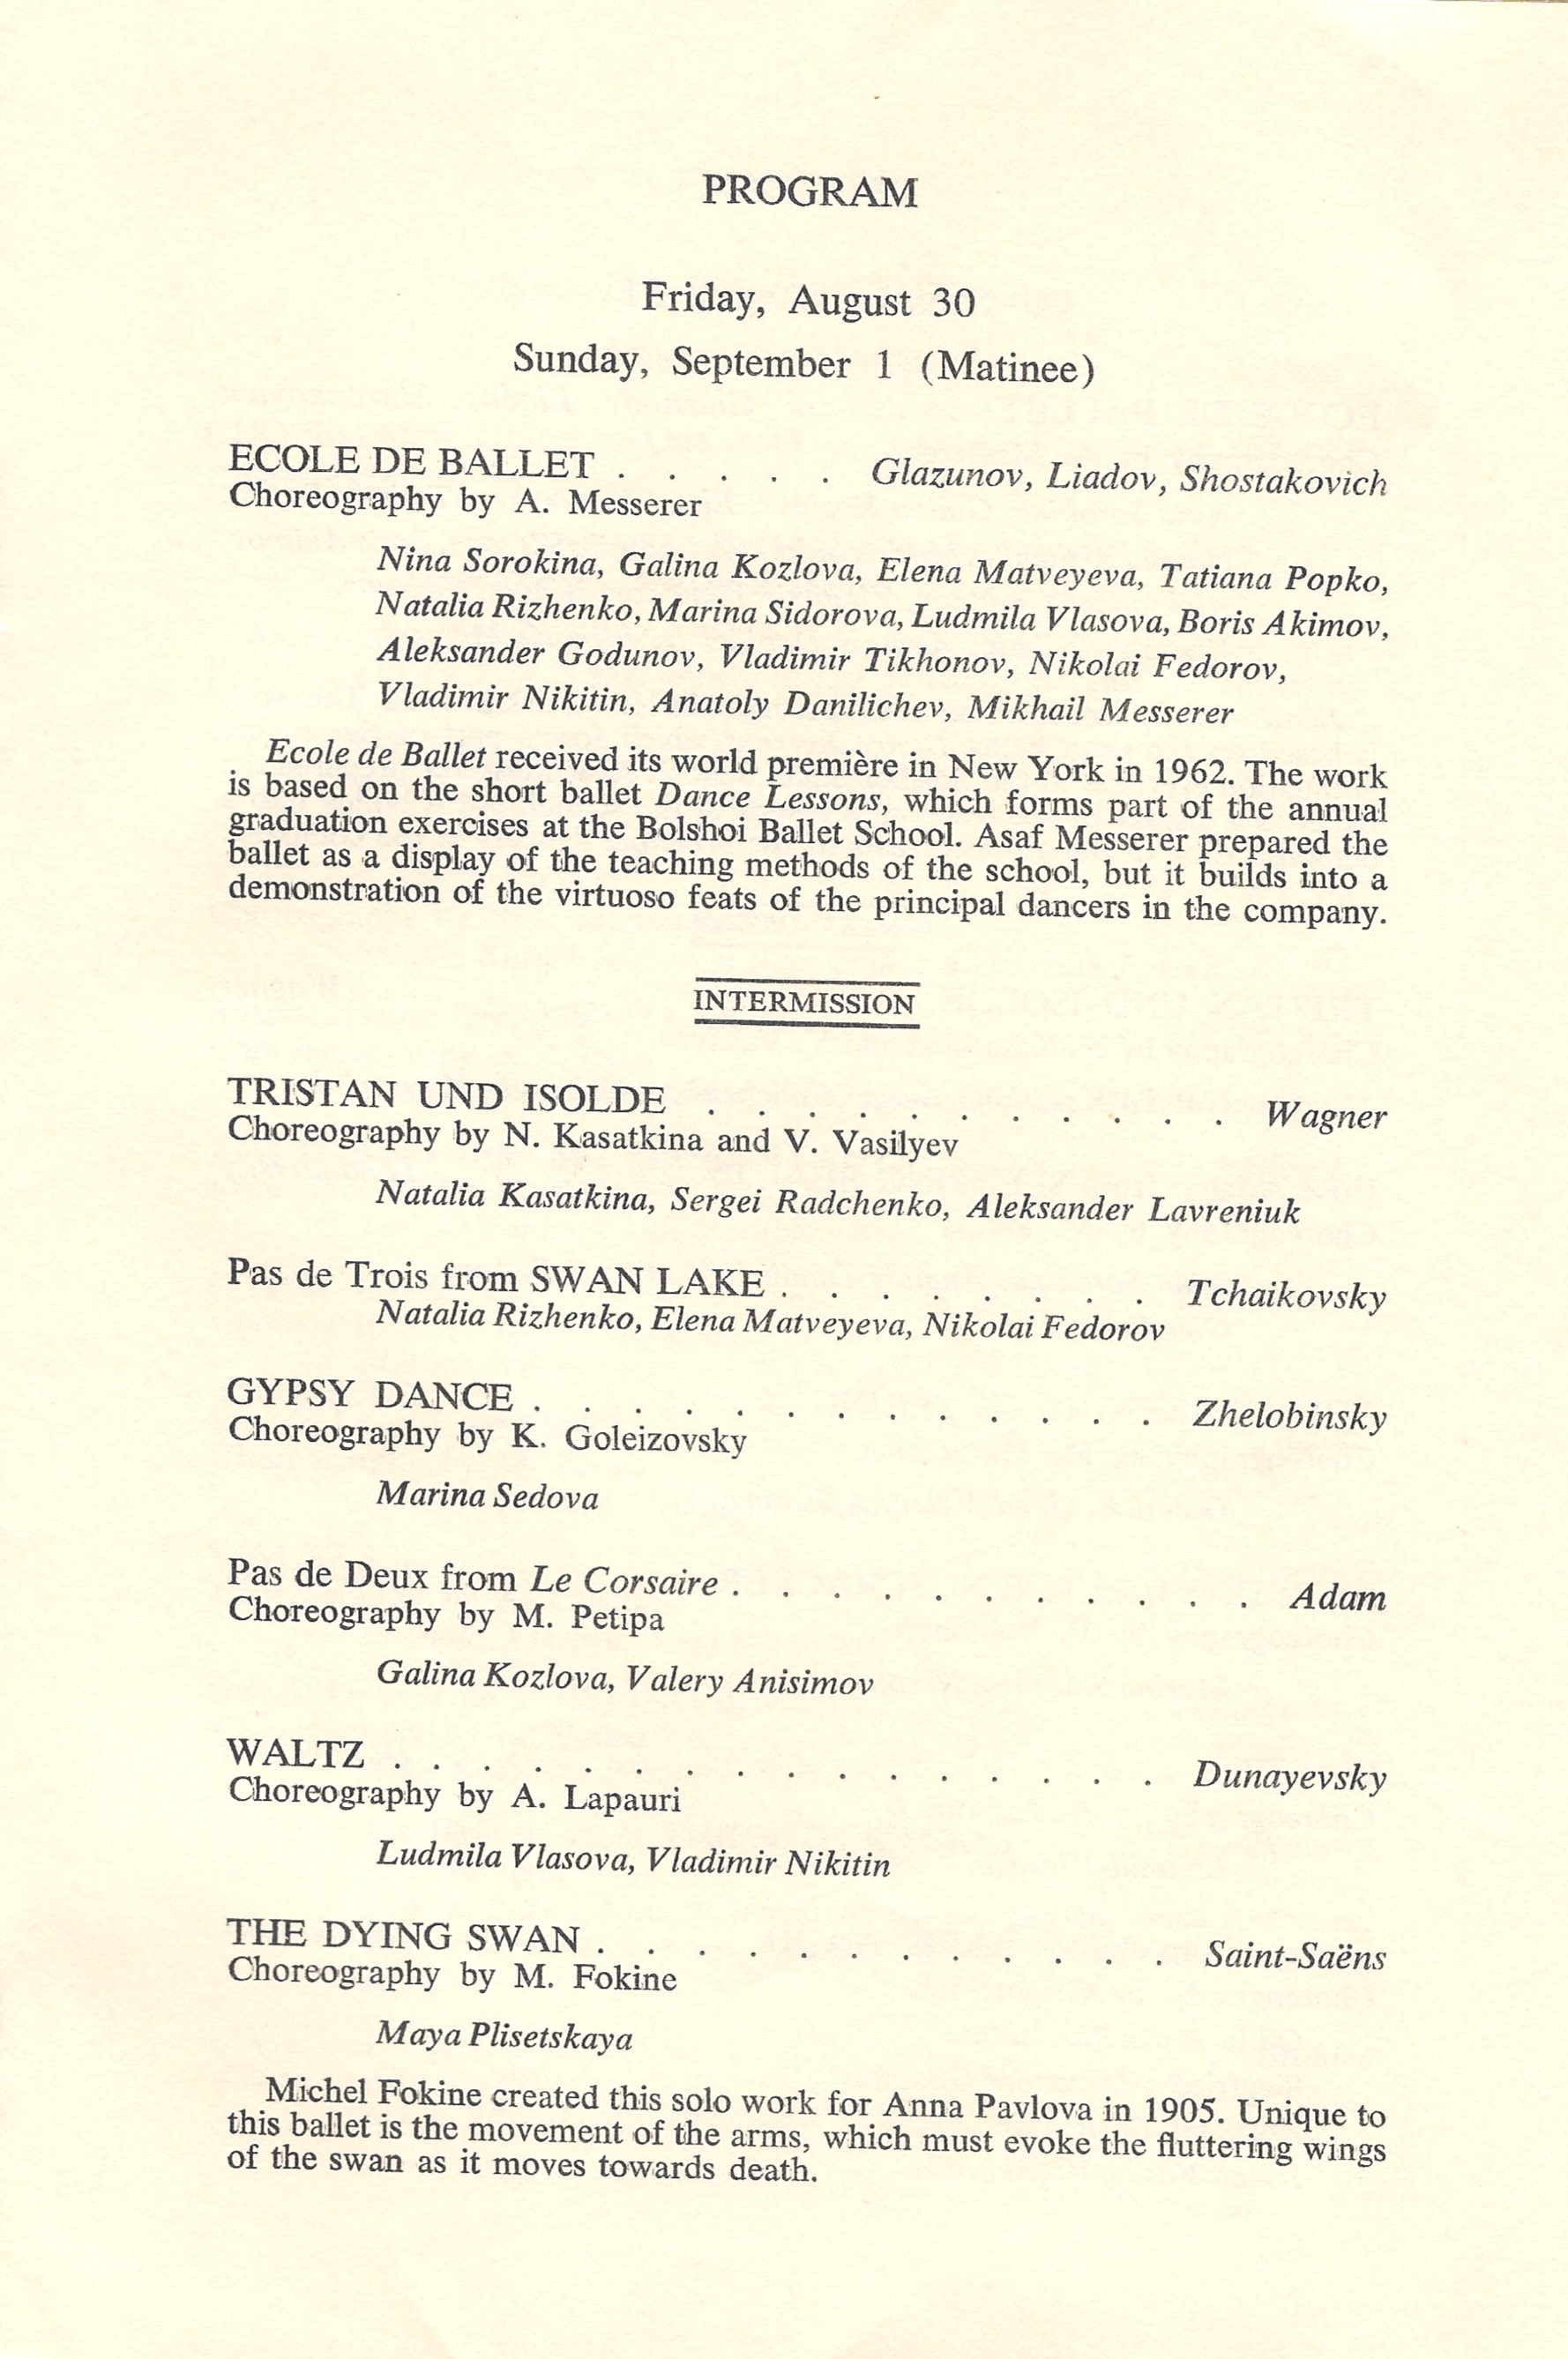 PROGRAM
Friday, August 30
Sunday, September 1 (Matinee)
ECOLE DE BALLET . . . . . Glazunov, Liadov, Shostakovich
Choreography by A. Messerer
Nina Sorokina, Galina Kozlova, Elena Matveyeva, Tatiana Popko,
Natalia Rizhenko, Marina Sidorova, Ludmila Vlasova, Boris Akimov,
Aleksander Godunov, Vladimir Tikhonov, Nikolai Fedorov,
Vladimir Nikitin, Anatoly Danilichev, Mikhail Messerer
Ecole de Ballet received its world première in New York in 1962. The work
is based on the short ballet Dance Lessons, which forms part of the annual
graduation exercises at the Bolshoi Ballet School. Asaf Messerer prepared the
ballet as a display of the teaching methods of the school, but it builds into a
demonstration of the virtuoso feats of the principal dancers in the company.
INTERMISSION
TRISTAN UND ISOLDE . . . . . . . . . . . Wagner
Choreography by N. Kasatkina and V. Vasilyev
Natalia Kasatkina, Sergei Radchenko, Aleksander Lavreniuk
Pas de Trois from SWAN LAKE . . . . . . . . Tchaikovsky
Natalia Rizhenko, Elena Matveyeva, Nikolai Fedorov
GYPSY DANCE . . . . . . . . . . . . . Zhelobinsky
Choreography by K. Goleizovsky
Marina Sedova
Pas de Deux from Le Corsaire . . . . . . . . . . . Adam
Choreography by M. Petipa
Galina Kozlova, Valery Anisimov
WALTZ . . . . . . . . . . . . . . . . Dunayevsky
Choreography by A. Lapauri
Ludmila Vlasova, Vladimir Nikitin
THE DYING SWAN . . . . . . . . . . . . Saint-Saëns
Choreography by M. Fokine
Maya Plisetskaya
Michel Fokine created this solo work for Anna Pavlova in 1905. Unique to
this ballet is the movement of the arms, which must evoke the fluttering wings
of the swan as it moves towards death.